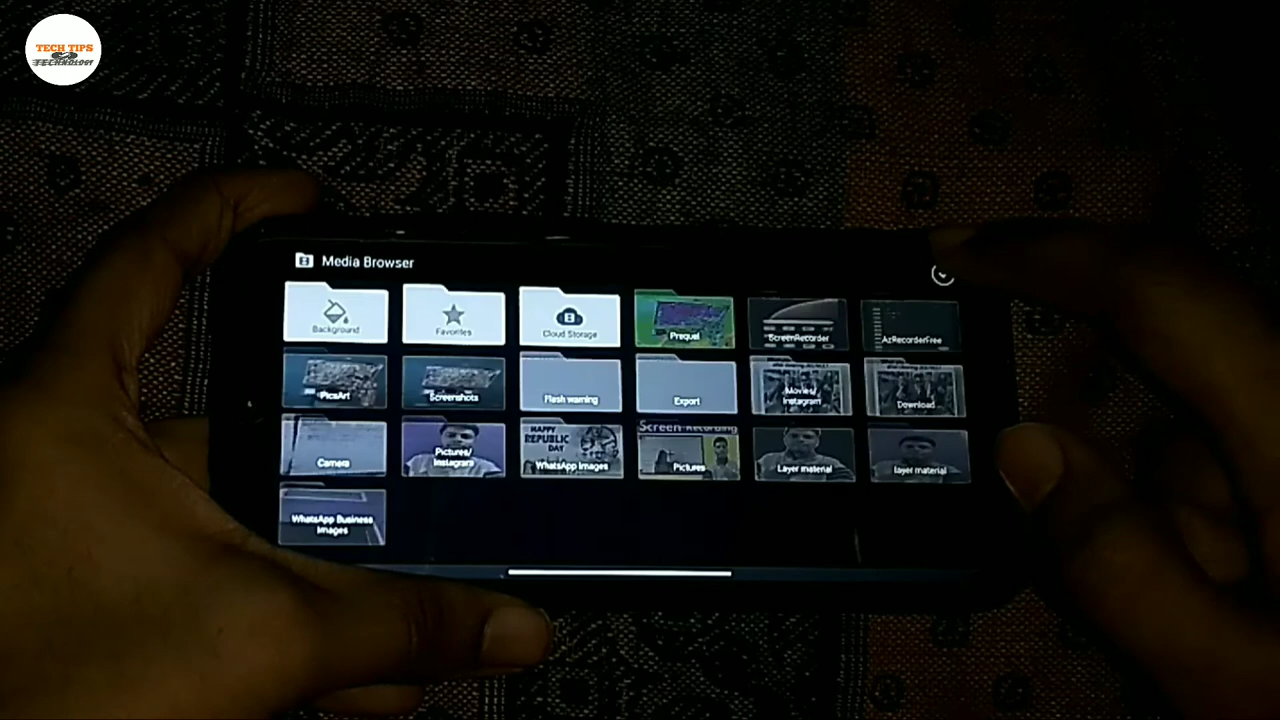 TECH TIPS
TECHNOLOGY
Media Browser
Background
Favorites
Cloud Storage
Prequel
ScreenRecorder
AzRecorderFree
PicsArt
Screenshots
Flash warning
Export
Movies/
Instagram
Download
Camera
Pictures/
Instagram
HAPPY
REPUBLIC
DAY
WhatsApp Images
Screen Recording
Pictures
Layer material
layer material
WhatsApp Business
Images